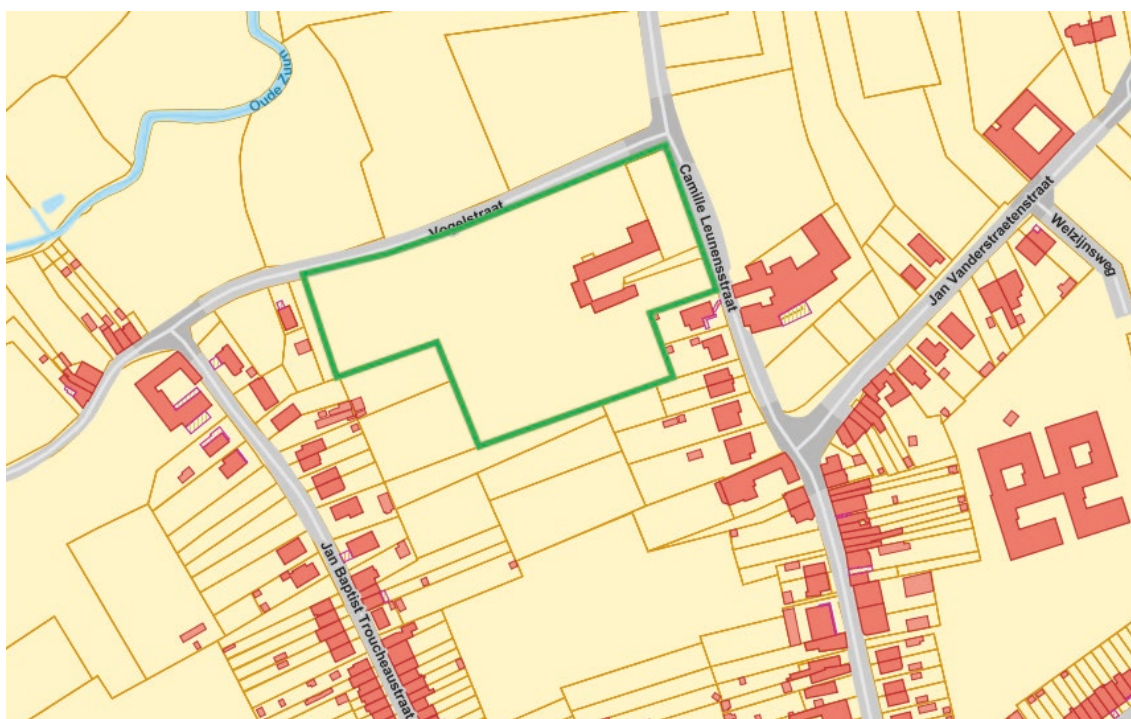 Oude Zuun
Vogelstraat
Camille Leunensstraat
Jan Vanderstraetenstraat
Welzijnsweg
Jan Baptist Troucheaustraat